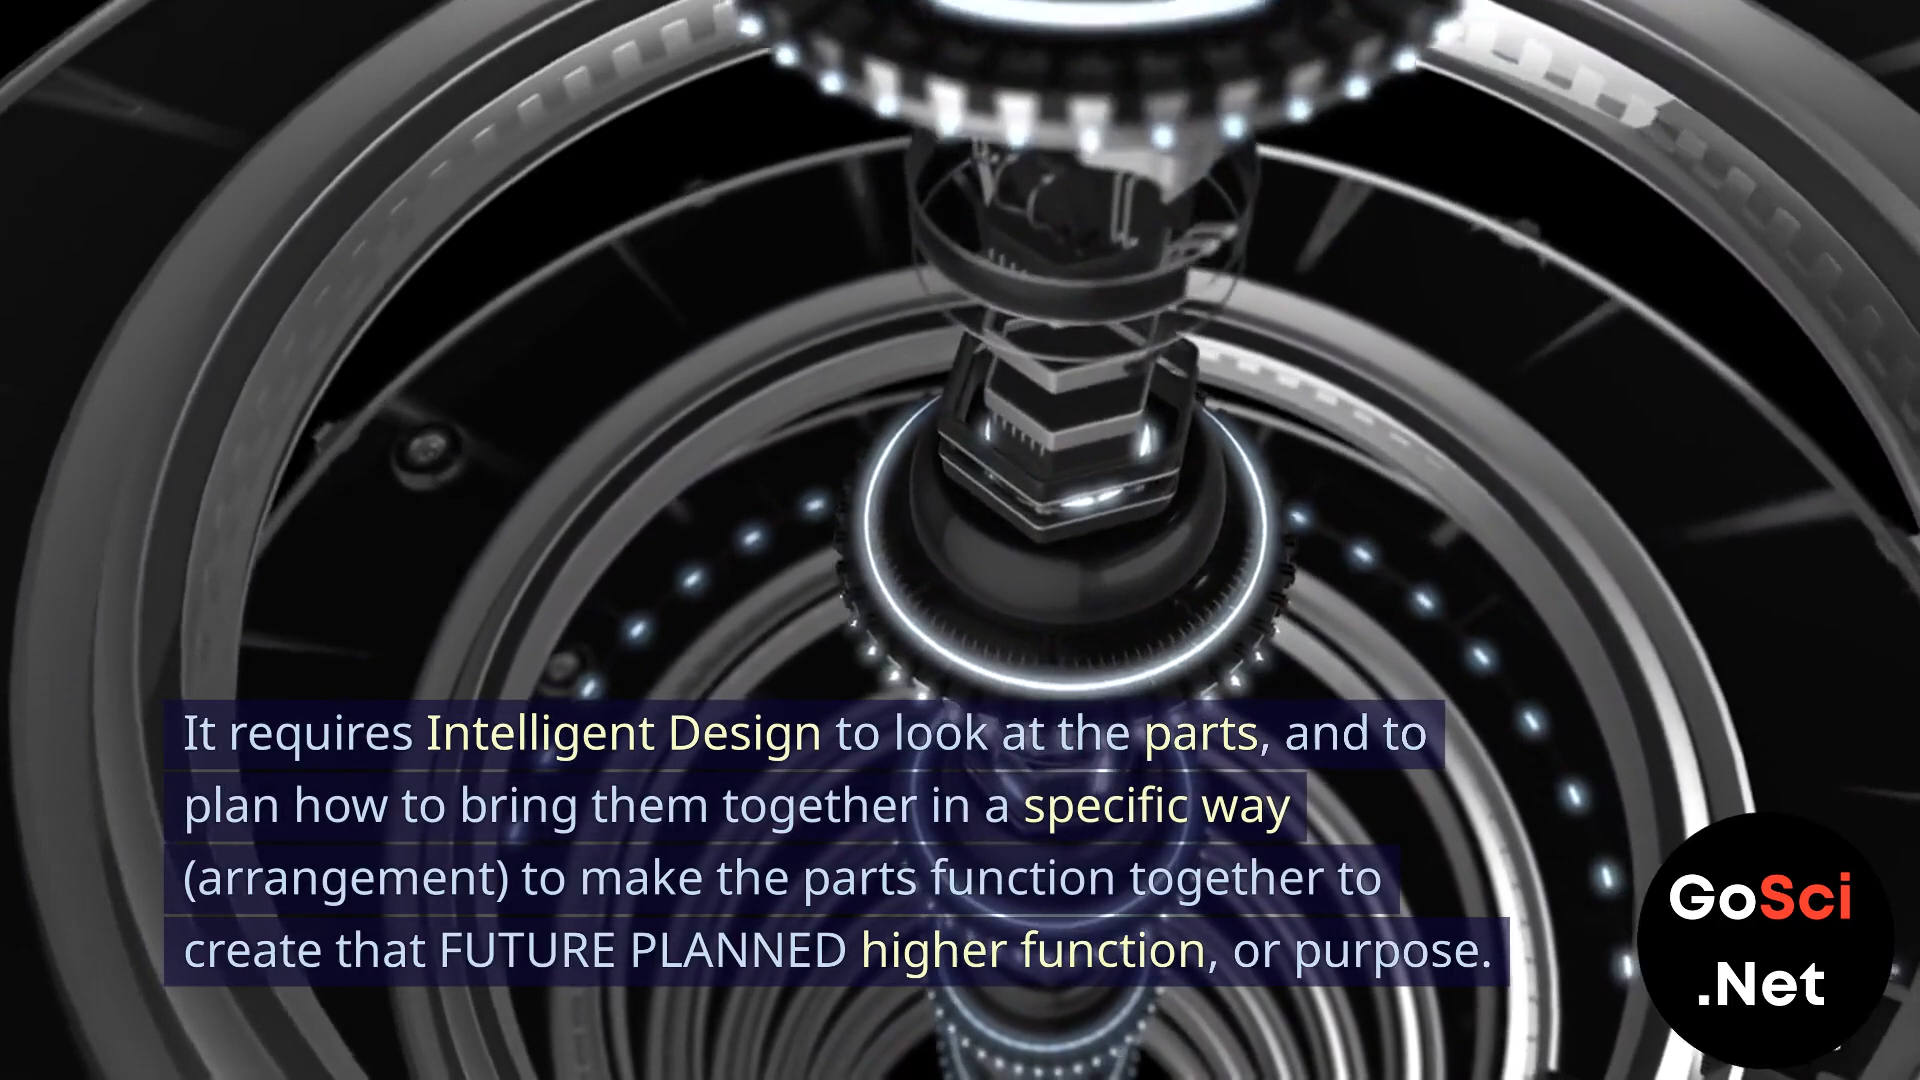 It requires Intelligent Design to look at the parts, and to
plan how to bring them together in a specific way
(arrangement) to make the parts function together to
create that FUTURE PLANNED higher function, or purpose.
GoSci
.Net